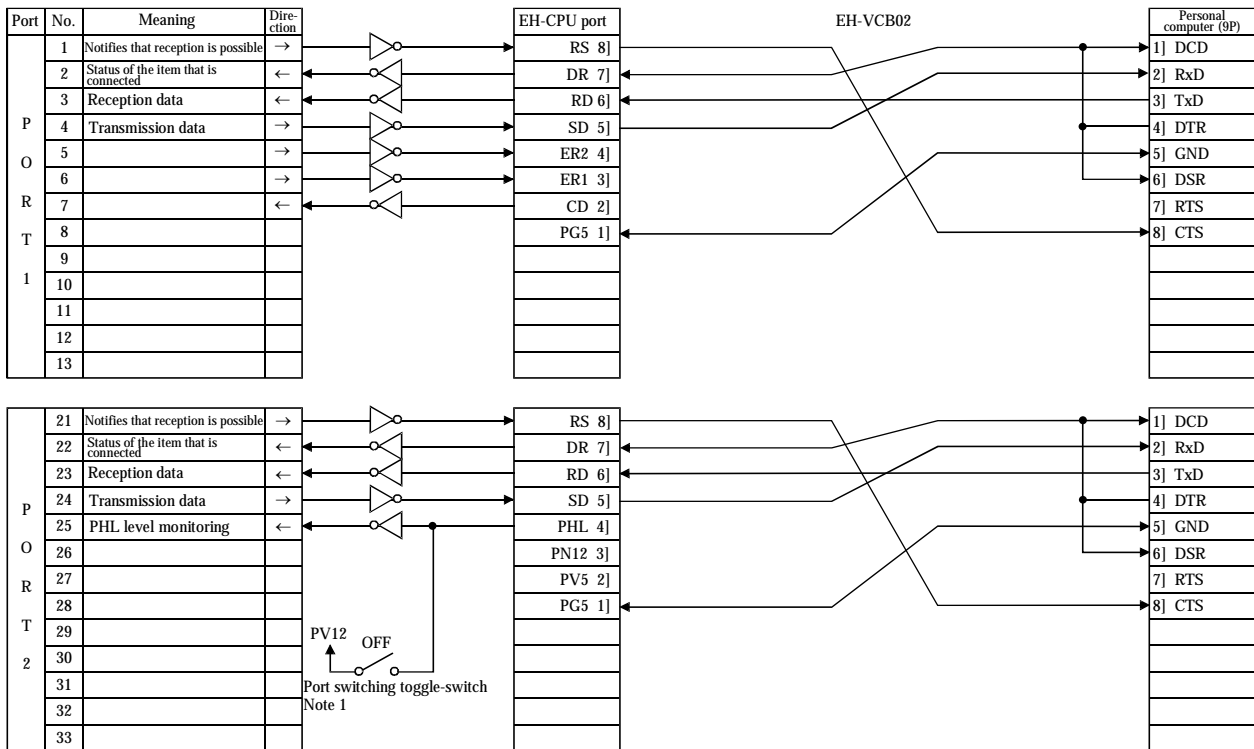 Port No. Meaning Dire-ction EH-CPU port EH-VCB02 Personal computer (9P)
1 Notifies that reception is possible → RS 8] 1] DCD
2 Status of the item that is connected ← DR 7] 2] RxD
3 Reception data ← RD 6] 3] TxD
4 Transmission data → SD 5] 4] DTR
5 → ER2 4] 5] GND
6 → ER1 3] 6] DSR
7 ← CD 2] 7] RTS
8 PG5 1] 8] CTS
9
10
11
12
13
PORT 1
21 Notifies that reception is possible → RS 8] 1] DCD
22 Status of the item that is connected ← DR 7] 2] RxD
23 Reception data ← RD 6] 3] TxD
24 Transmission data → SD 5] 4] DTR
25 PHL level monitoring ← PHL 4] 5] GND
26 PN12 3] 6] DSR
27 PV5 2] 7] RTS
28 PG5 1] 8] CTS
29
30
31
32
33
PORT 2
PV12 OFF
Port switching toggle-switch
Note 1